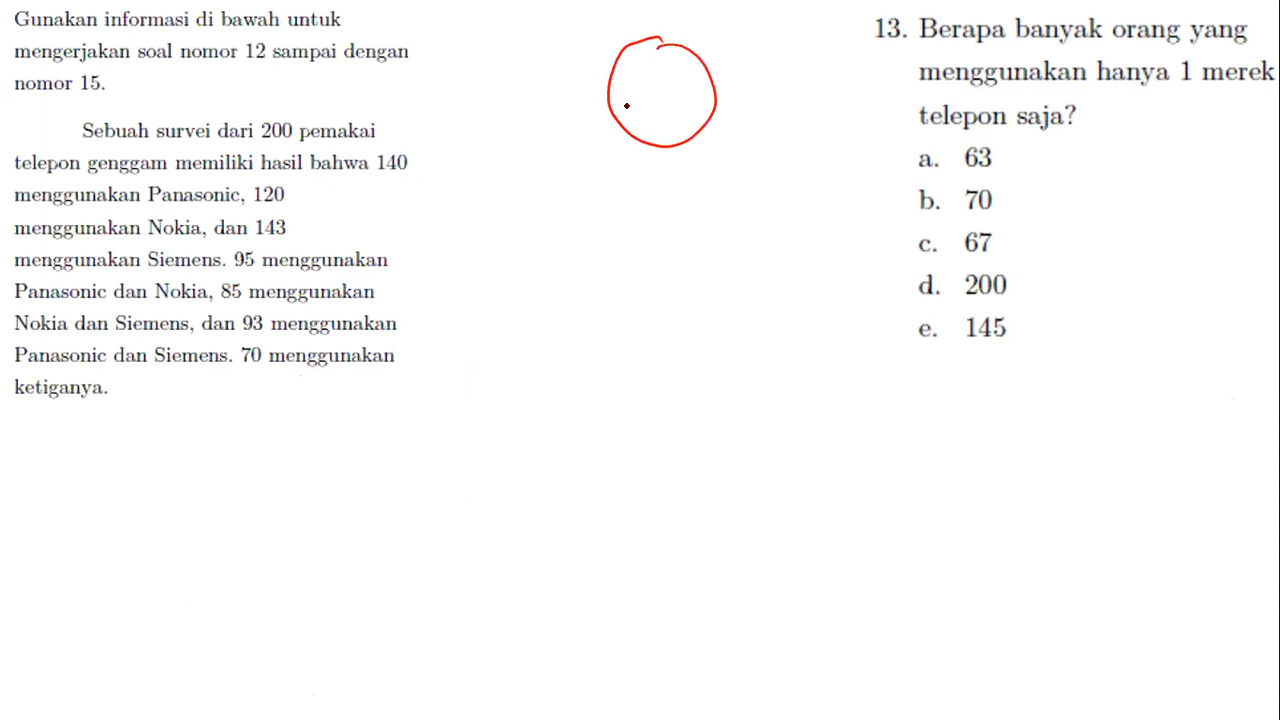 Gunakan informasi di bawah untuk
mengerjakan soal nomor 12 sampai dengan
nomor 15.
Sebuah survei dari 200 pemakai
telepon genggam memiliki hasil bahwa 140
menggunakan Panasonic, 120
menggunakan Nokia, dan 143
menggunakan Siemens. 95 menggunakan
Panasonic dan Nokia, 85 menggunakan
Nokia dan Siemens, dan 93 menggunakan
Panasonic dan Siemens. 70 menggunakan
ketiganya.
13. Berapa banyak orang yang
menggunakan hanya 1 merek
telepon saja?
a. 63
b. 70
c. 67
d. 200
e. 145